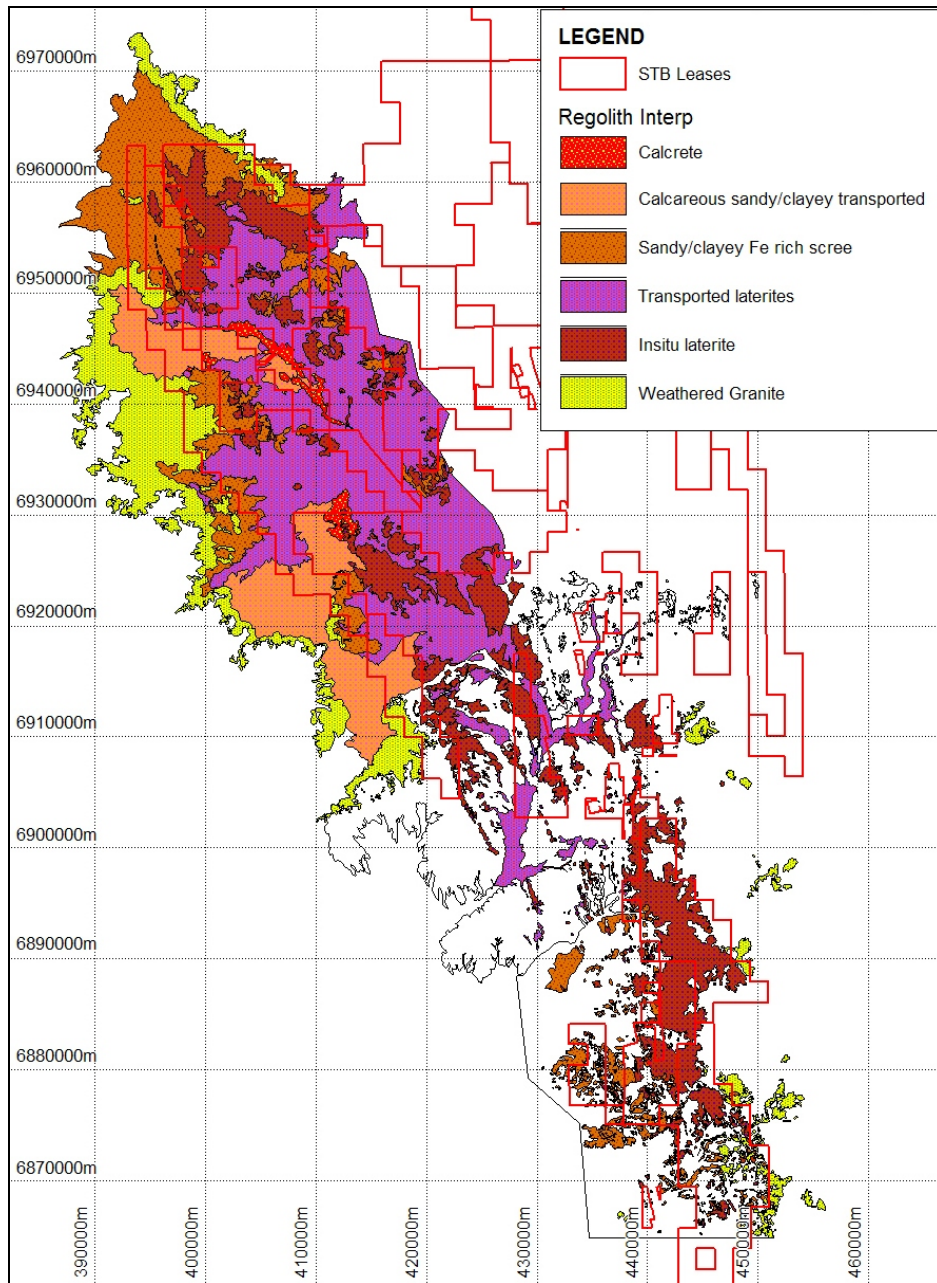 LEGEND
STB Leases
Regolith Interp
Calcrete
Calcareous sandy/clayey transported
Sandy/clayey Fe rich scree
Transported laterites
Insitu laterite
Weathered Granite
6970000m
6960000m
6950000m
6940000m
6930000m
6920000m
6910000m
6900000m
6890000m
6880000m
6870000m
390000m
400000m
410000m
420000m
430000m
440000m
450000m
460000m